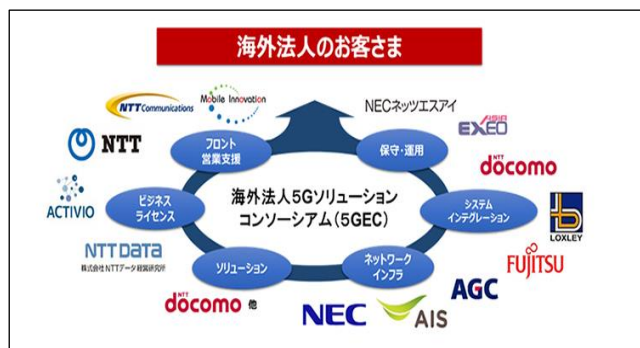 海外法人のお客さま
NTT Communications
Mobile Innovation
NECネッツエスアイ
ASIA
EXEO
NTT
フロント
営業支援
保守・運用
NTT
docomo
ACTIVIO
ビジネス
ライセンス
海外法人5Gソリューション
コンソーシアム(5GEC)
システム
インテグレーション
LOXLEY
NTT DATA
株式会社NTTデータ経営研究所
ソリューション
ネットワーク
インフラ
FUJITSU
NTT
docomo 他
NEC
AIS
AGC